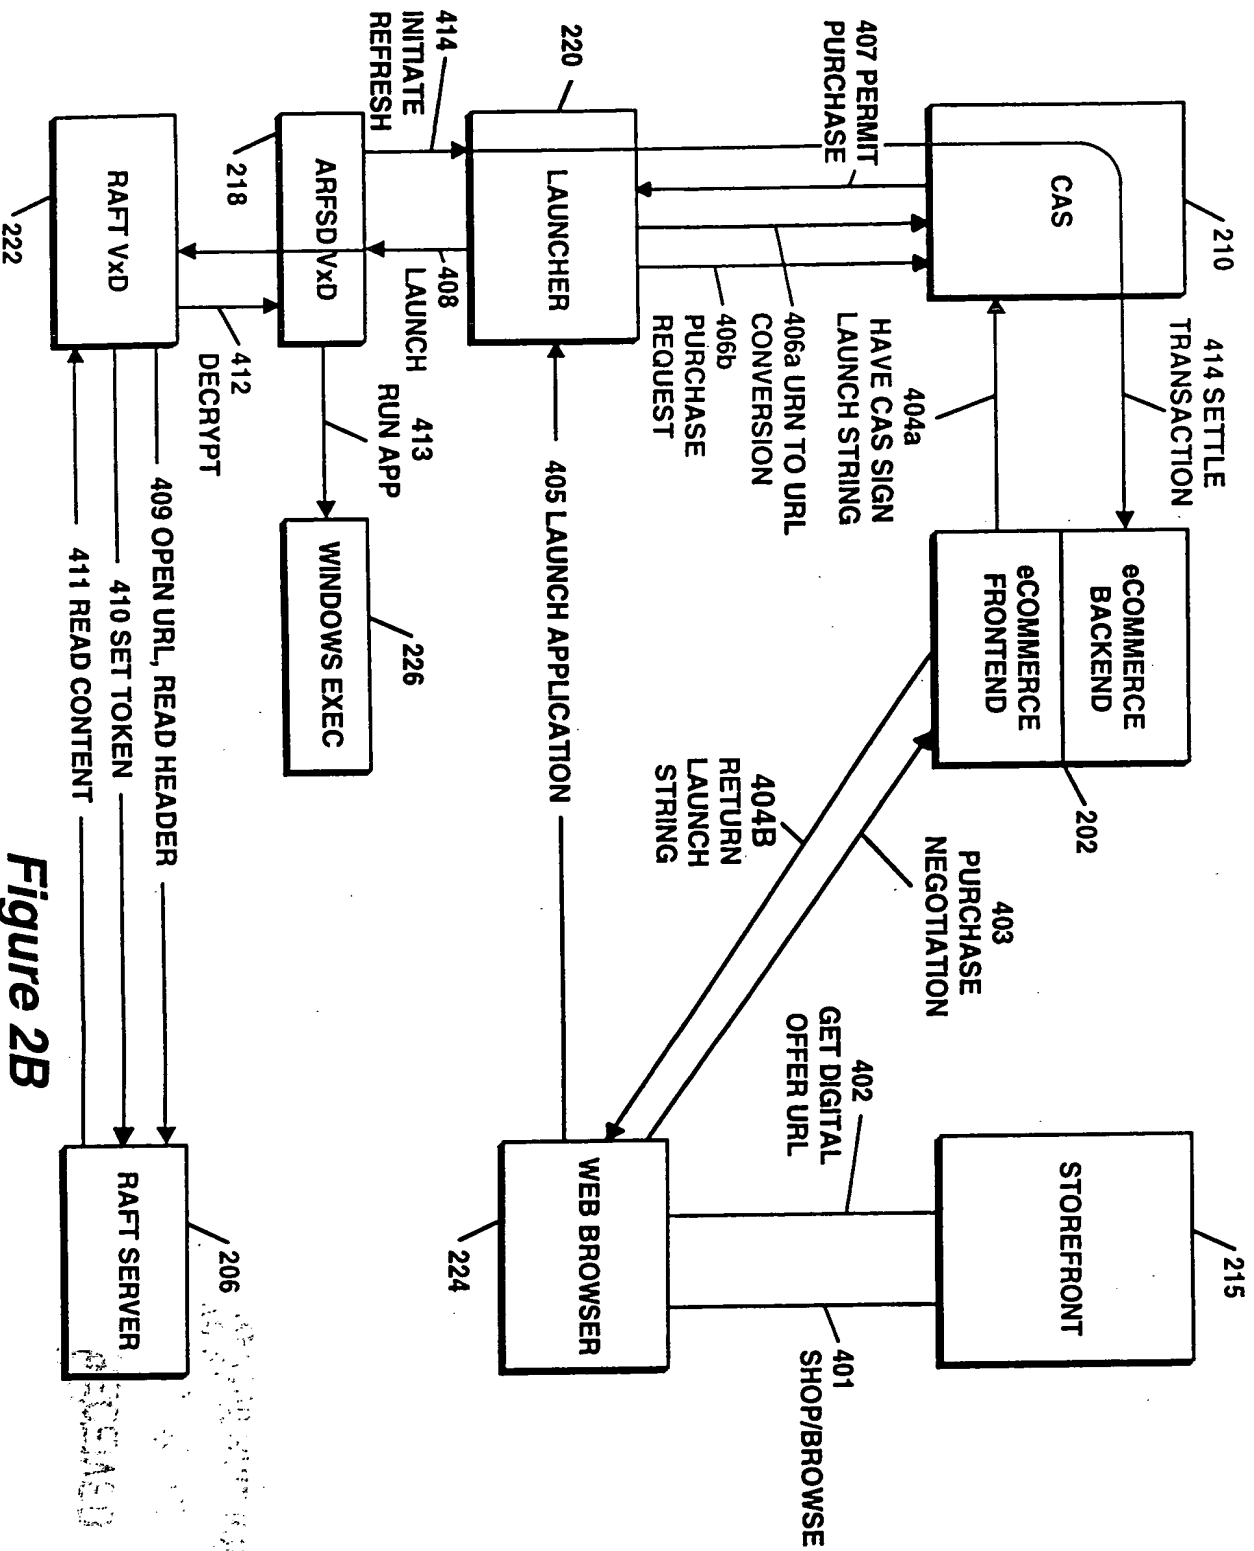 210
CAS
414 SETTLE
TRANSACTION
eCOMMERCE
BACKEND
eCOMMERCE
FRONTEND
202
215
STOREFRONT
407 PERMIT
PURCHASE
404a
HAVE CAS SIGN
LAUNCH STRING
406a URN TO URL
CONVERSION
406b
PURCHASE
REQUEST
403
PURCHASE
NEGOTIATION
404B
RETURN
LAUNCH
STRING
402
GET DIGITAL
OFFER URL
401
SHOP/BROWSE
220
LAUNCHER
405 LAUNCH APPLICATION
WEB BROWSER
224
414
INITIATE
REFRESH
408
LAUNCH
413
RUN APP
218
ARFSD VxD
WINDOWS EXEC
226
412
DECRYPT
RAFT VxD
222
409 OPEN URL, READ HEADER
410 SET TOKEN
411 READ CONTENT
206
RAFT SERVER
Figure 2B